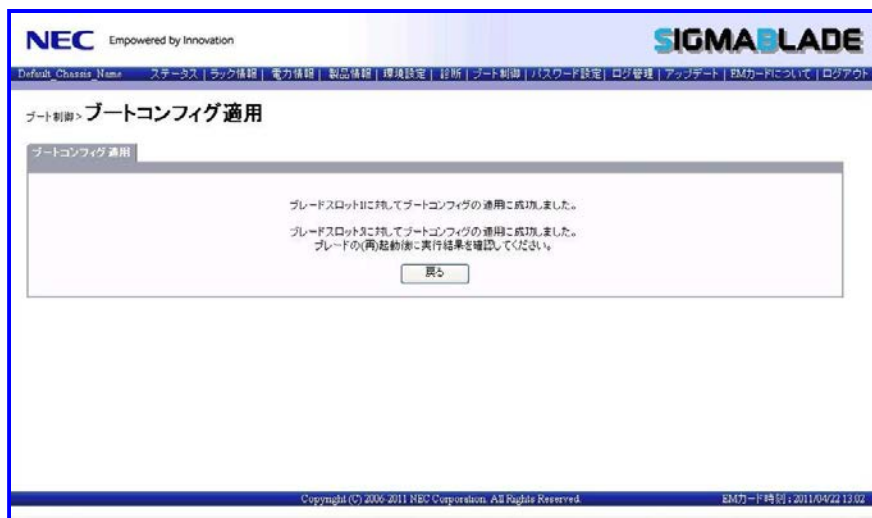 NEC Empowered by Innovation
SIGMABLADE
Default_Chassis_Name ステータス | ラック情報 | 電力情報 | 製品情報 | 環境設定 | 診断 | ブート制御 | パスワード設定 | ログ管理 | アップデート | EMカードについて | ログアウト
ブート制御 > ブートコンフィグ適用
ブートコンフィグ適用
ブレードスロット1に対してブートコンフィグの適用に成功しました。
ブレードスロットに対してブートコンフィグの適用に成功しました。
ブレードの(再)起動後に実行結果を確認してください。
戻る
Copyright (C) 2006-2011 NEC Corporation. All Rights Reserved.
EMカード時刻 : 2011/04/22 13:02